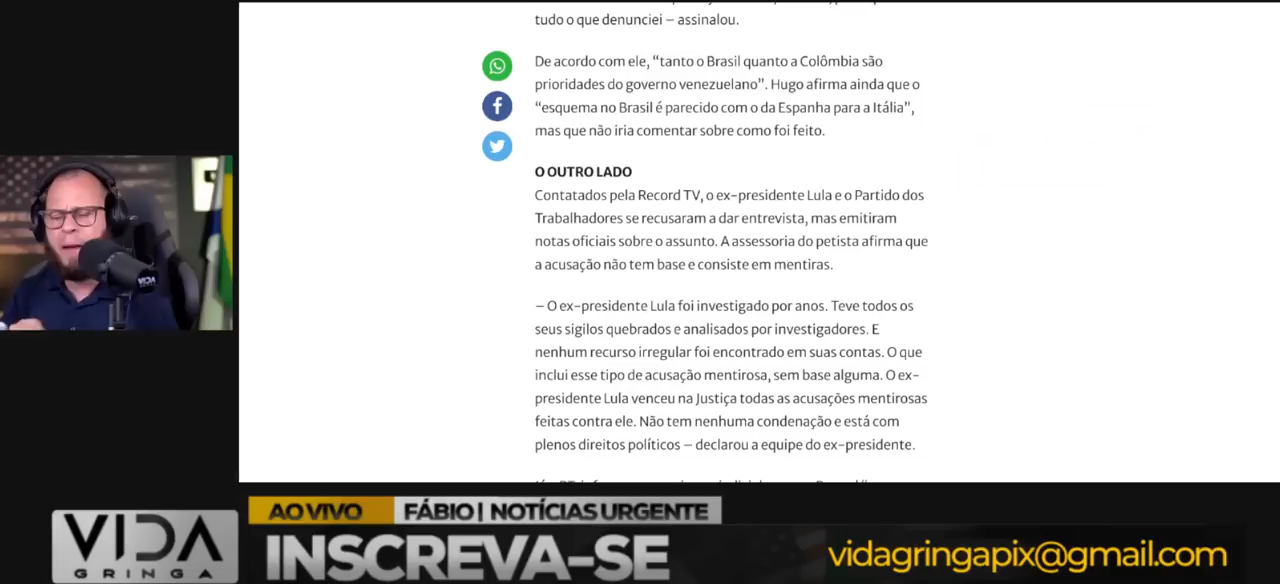 tudo o que denunciei – assinalou.
De acordo com ele, “tanto o Brasil quanto a Colômbia são
prioridades do governo venezuelano”. Hugo afirma ainda que o
“esquema no Brasil é parecido com o da Espanha para a Itália”,
mas que não iria comentar sobre como foi feito.
O OUTRO LADO
Contatados pela Record TV, o ex-presidente Lula e o Partido dos
Trabalhadores se recusaram a dar entrevista, mas emitiram
notas oficiais sobre o assunto. A assessoria do petista afirma que
a acusação não tem base e consiste em mentiras.
– O ex-presidente Lula foi investigado por anos. Teve todos os
seus sigilos quebrados e analisados por investigadores. E
nenhum recurso irregular foi encontrado em suas contas. O que
inclui esse tipo de acusação mentirosa, sem base alguma. O ex-
presidente Lula venceu na Justiça todas as acusações mentirosas
feitas contra ele. Não tem nenhuma condenação e está com
plenos direitos políticos – declarou a equipe do ex-presidente.
VIDA
AO VIVO FÁBIO | NOTÍCIAS URGENTE
VIDA
GRINGA
INSCREVA-SE
vidagringapix@gmail.com